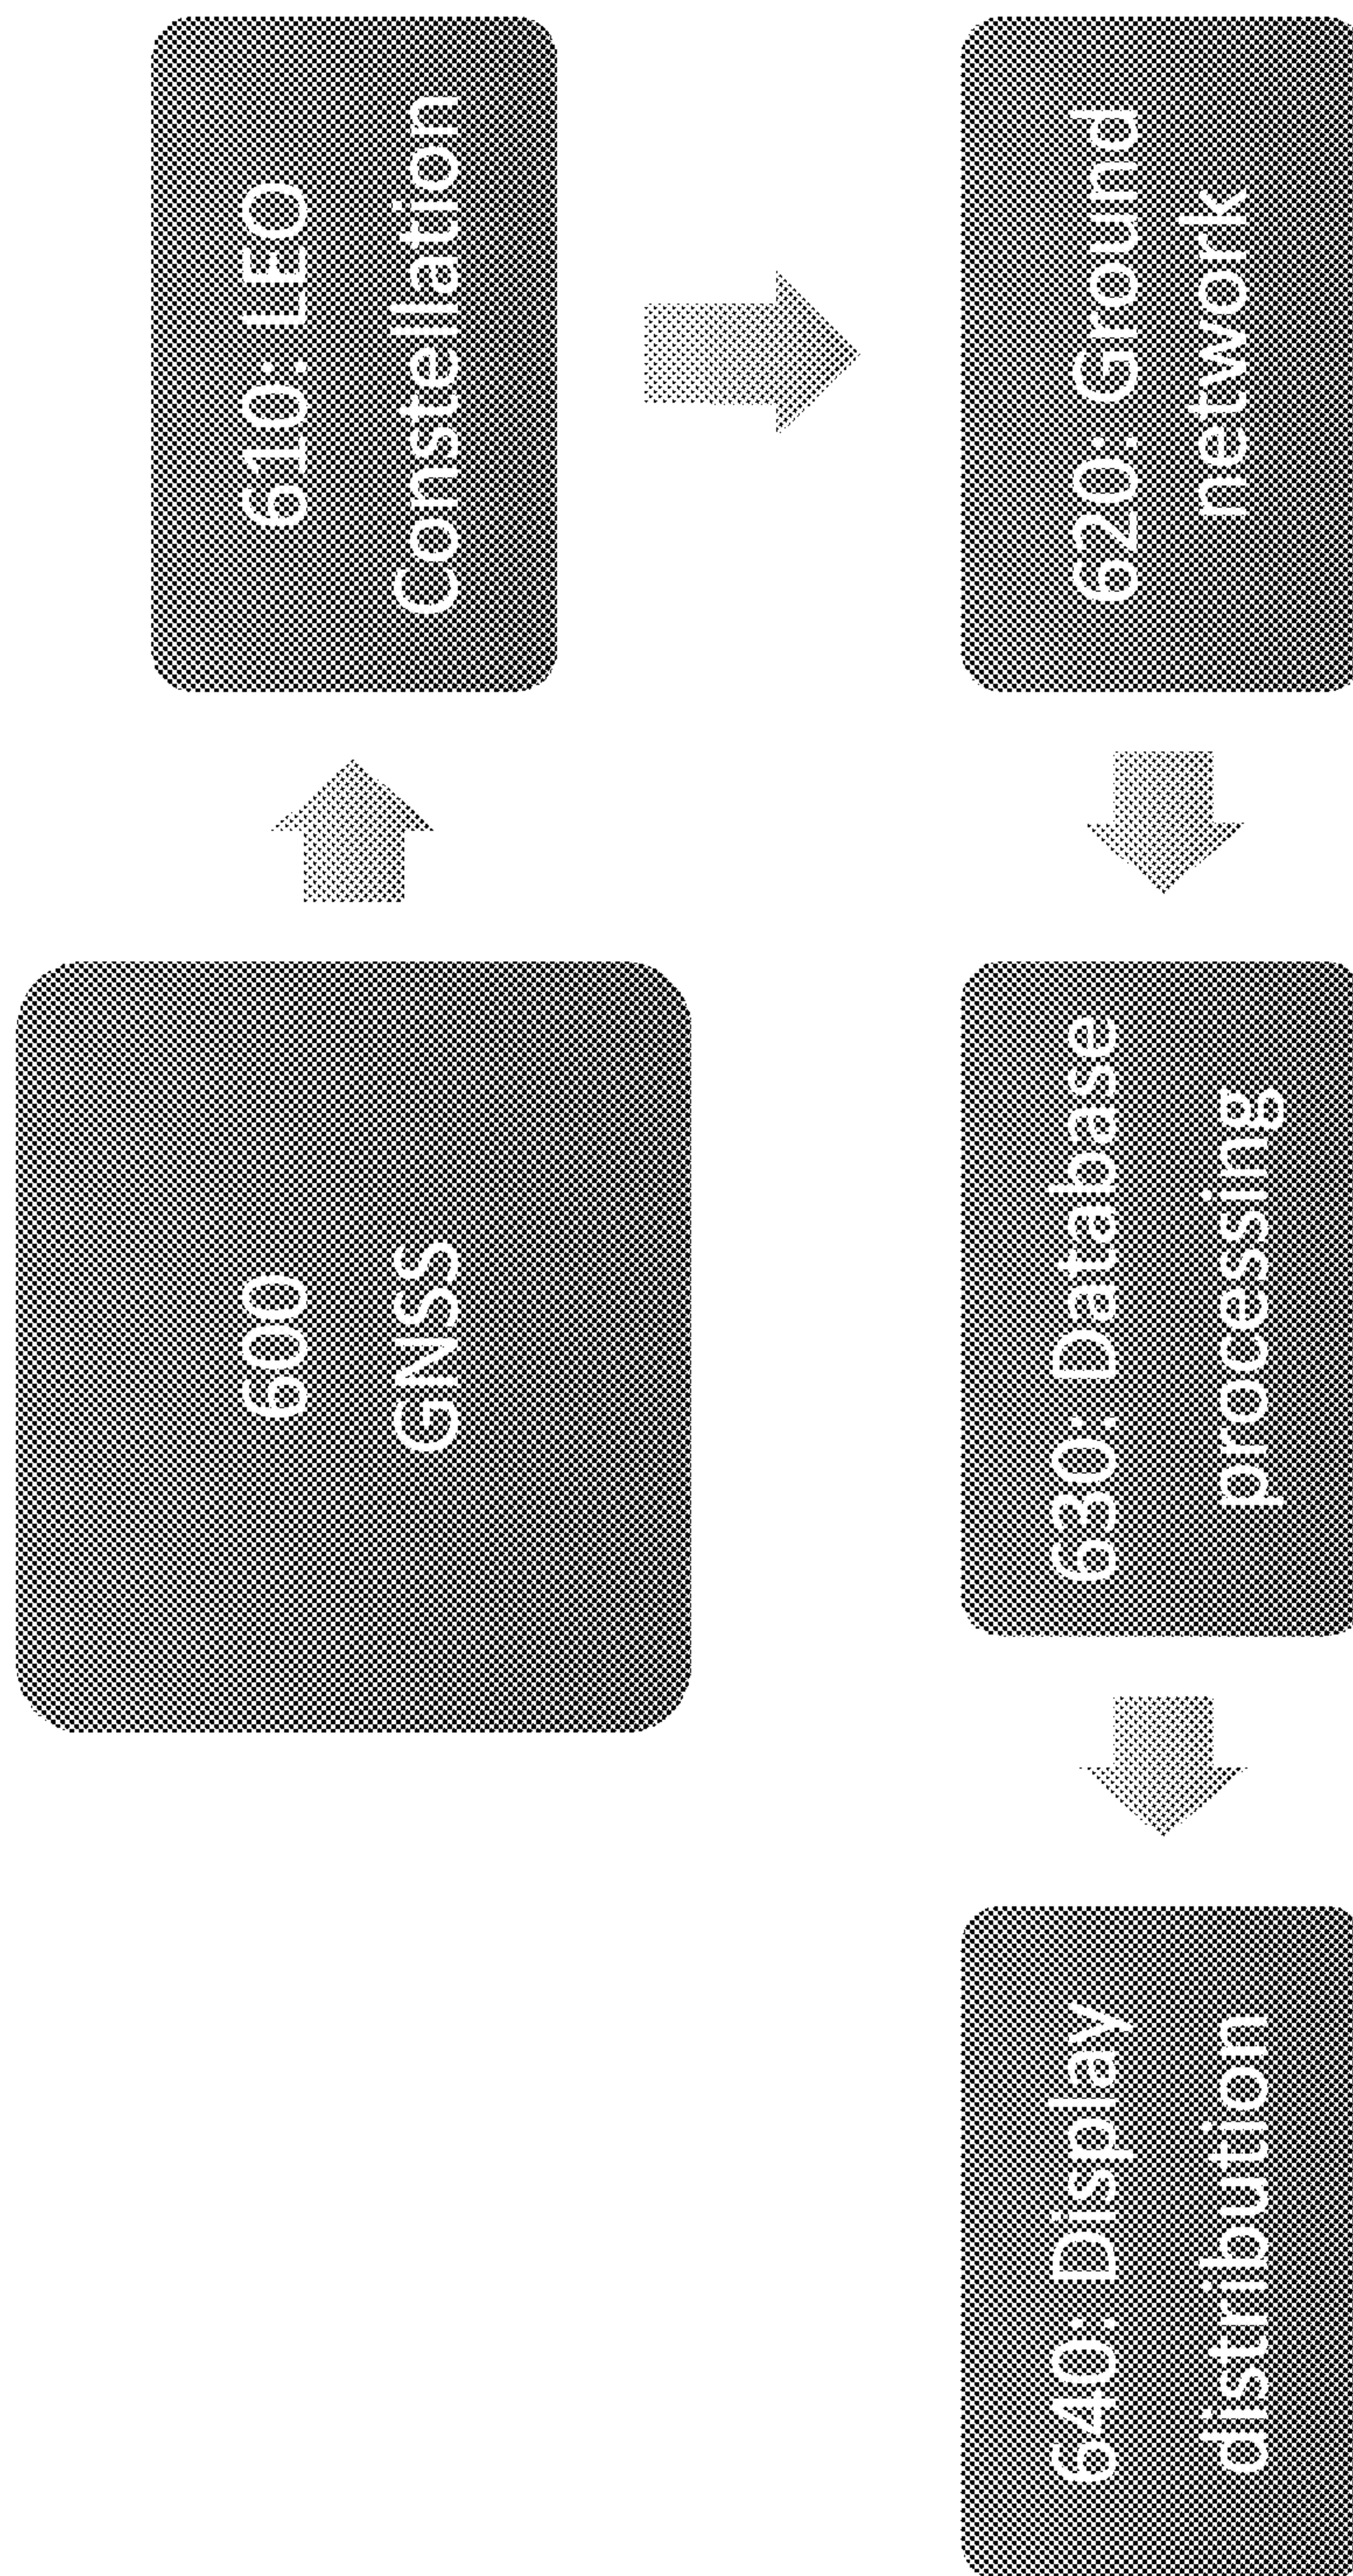 600
GNSS
610: LEO
Constellation
620: Ground
network
630: Database
processing
640: Display
distribution